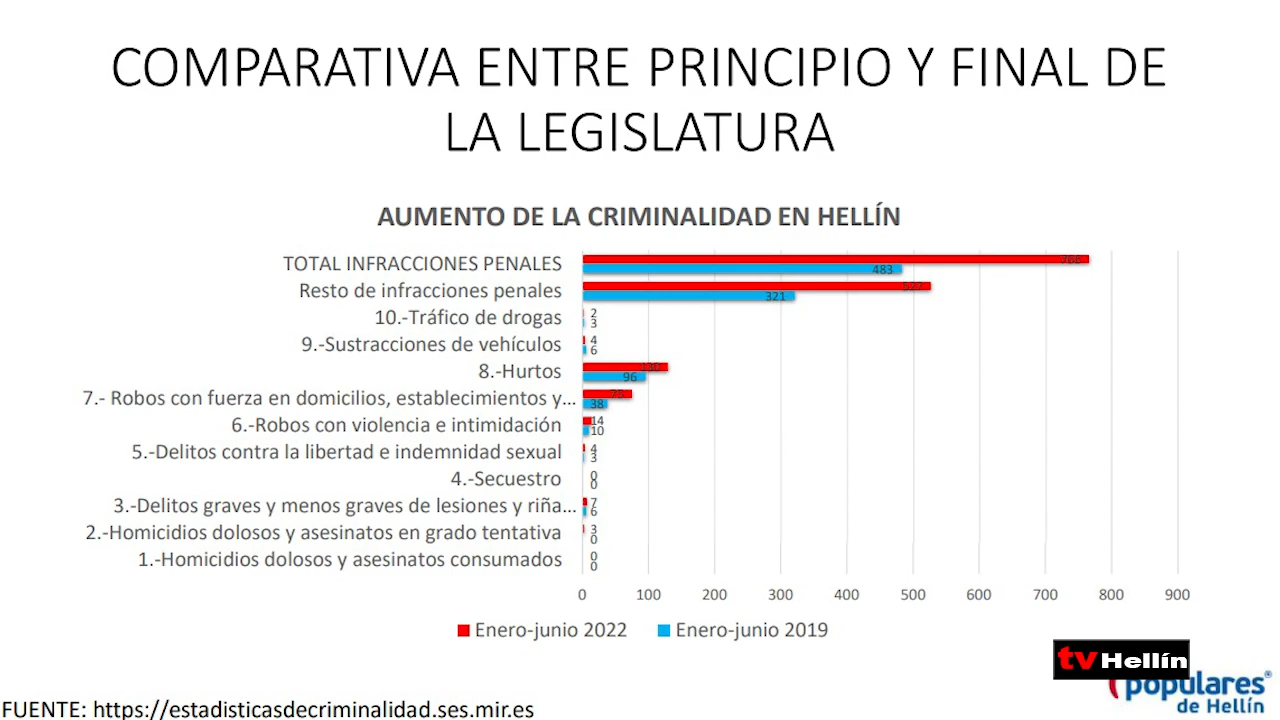 COMPARATIVA ENTRE PRINCIPIO Y FINAL DE
LA LEGISLATURA
AUMENTO DE LA CRIMINALIDAD EN HELLÍN
TOTAL INFRACCIONES PENALES
766
483
Resto de infracciones penales
527
321
10.-Tráfico de drogas
2
3
9.-Sustracciones de vehículos
4
6
8.-Hurtos
130
96
7.- Robos con fuerza en domicilios, establecimientos y...
75
38
6.-Robos con violencia e intimidación
14
10
5.-Delitos contra la libertad e indemnidad sexual
4
3
4.-Secuestro
0
0
3.-Delitos graves y menos graves de lesiones y riña...
7
6
2.-Homicidios dolosos y asesinatos en grado tentativa
3
0
1.-Homicidios dolosos y asesinatos consumados
0
0
0 100 200 300 400 500 600 700 800 900
Enero-junio 2022 Enero-junio 2019
tv Hellín
populares®
de Hellín
FUENTE: https://estadisticasdecriminalidad.ses.mir.es